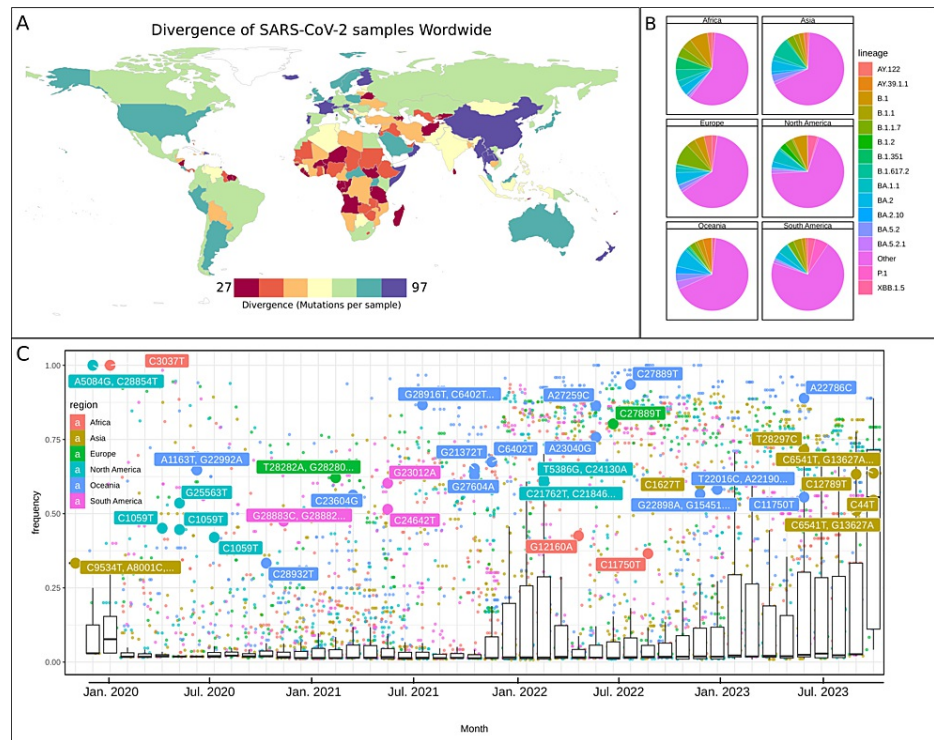 A
Divergence of SARS-CoV-2 samples Wordwide
27
97
Divergence (Mutations per sample)
B
Africa
Asia
Europe
North America
Oceania
South America
lineage
AY.122
AY.39.1.1
B.1
B.1.1
B.1.1.7
B.1.2
B.1.351
B.1.617.2
BA.1.1
BA.2
BA.2.10
BA.5.2
BA.5.2.1
Other
P.1
XBB.1.5
C
1.00
0.75
0.50
0.25
0.00
frequency
region
a Africa
a Asia
a Europe
a North America
a Oceania
a South America
C3037T
A5084G, C28854T
A1163T, G22992A
G25563T
C1059T
C1059T
C1059T
C9534T, A8001C,...
C28932T
T28282A, G28280...
C23604G
G28883C, G28882...
G23012A
C24642T
G28916T, C6402T...
G21372T
C6402T
G27604A
A27259C
C27889T
C27889T
A23040G
T5386G, C24130A
C21762T, C21846...
G12160A
C11750T
C1627T
T22016C, A22190...
G22898A, G15451...
A22786C
T28297C
C6541T, G13627A...
C12789T
C11750T
C44T
C6541T, G13627A
Jan. 2020
Jul. 2020
Jan. 2021
Jul. 2021
Jan. 2022
Jul. 2022
Jan. 2023
Jul. 2023
Month